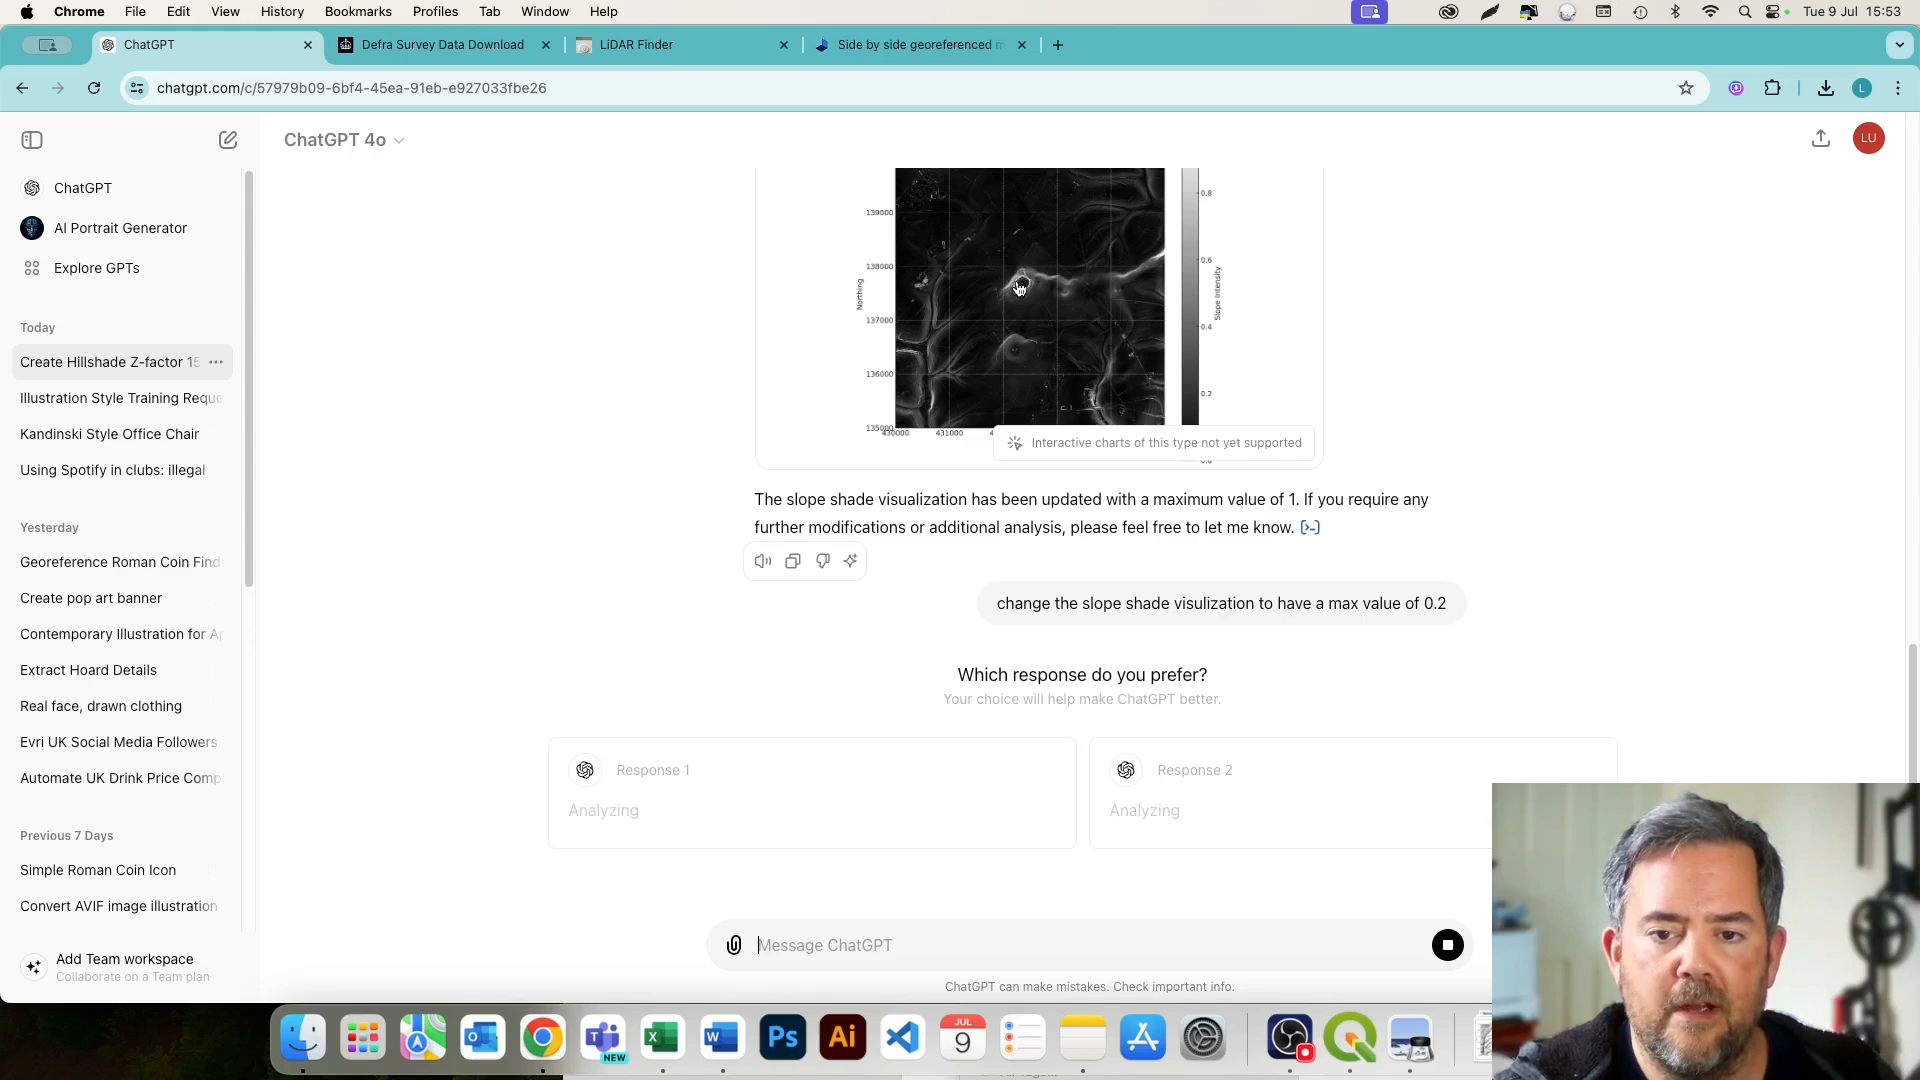 Chrome File Edit View History Bookmarks Profiles Tab Window Help
Tue 9 Jul 15:53
ChatGPT
Defra Survey Data Download
LiDAR Finder
Side by side georeferenced m
chatgpt.com/c/57979b09-6bf4-45ea-91eb-e927033fbe26
L
ChatGPT 4o
LU
ChatGPT
AI Portrait Generator
Explore GPTs
Today
Create Hillshade Z-factor 15
Illustration Style Training Reque
Kandinski Style Office Chair
Using Spotify in clubs: illegal
Yesterday
Georeference Roman Coin Find
Create pop art banner
Contemporary Illustration for Ap
Extract Hoard Details
Real face, drawn clothing
Evri UK Social Media Followers
Automate UK Drink Price Comp
Previous 7 Days
Simple Roman Coin Icon
Convert AVIF image illustration
Add Team workspace
Collaborate on a Team plan
139000
138000
137000
136000
135000
Northing
430000 431000
0.8
0.6
0.4
0.2
0.0
Slope Intensity
Interactive charts of this type not yet supported
The slope shade visualization has been updated with a maximum value of 1. If you require any
further modifications or additional analysis, please feel free to let me know. [>-]
change the slope shade visulization to have a max value of 0.2
Which response do you prefer?
Your choice will help make ChatGPT better.
Response 1
Analyzing
Response 2
Analyzing
Message ChatGPT
ChatGPT can make mistakes. Check important info.
NEW
Ps
Ai
JUL
9